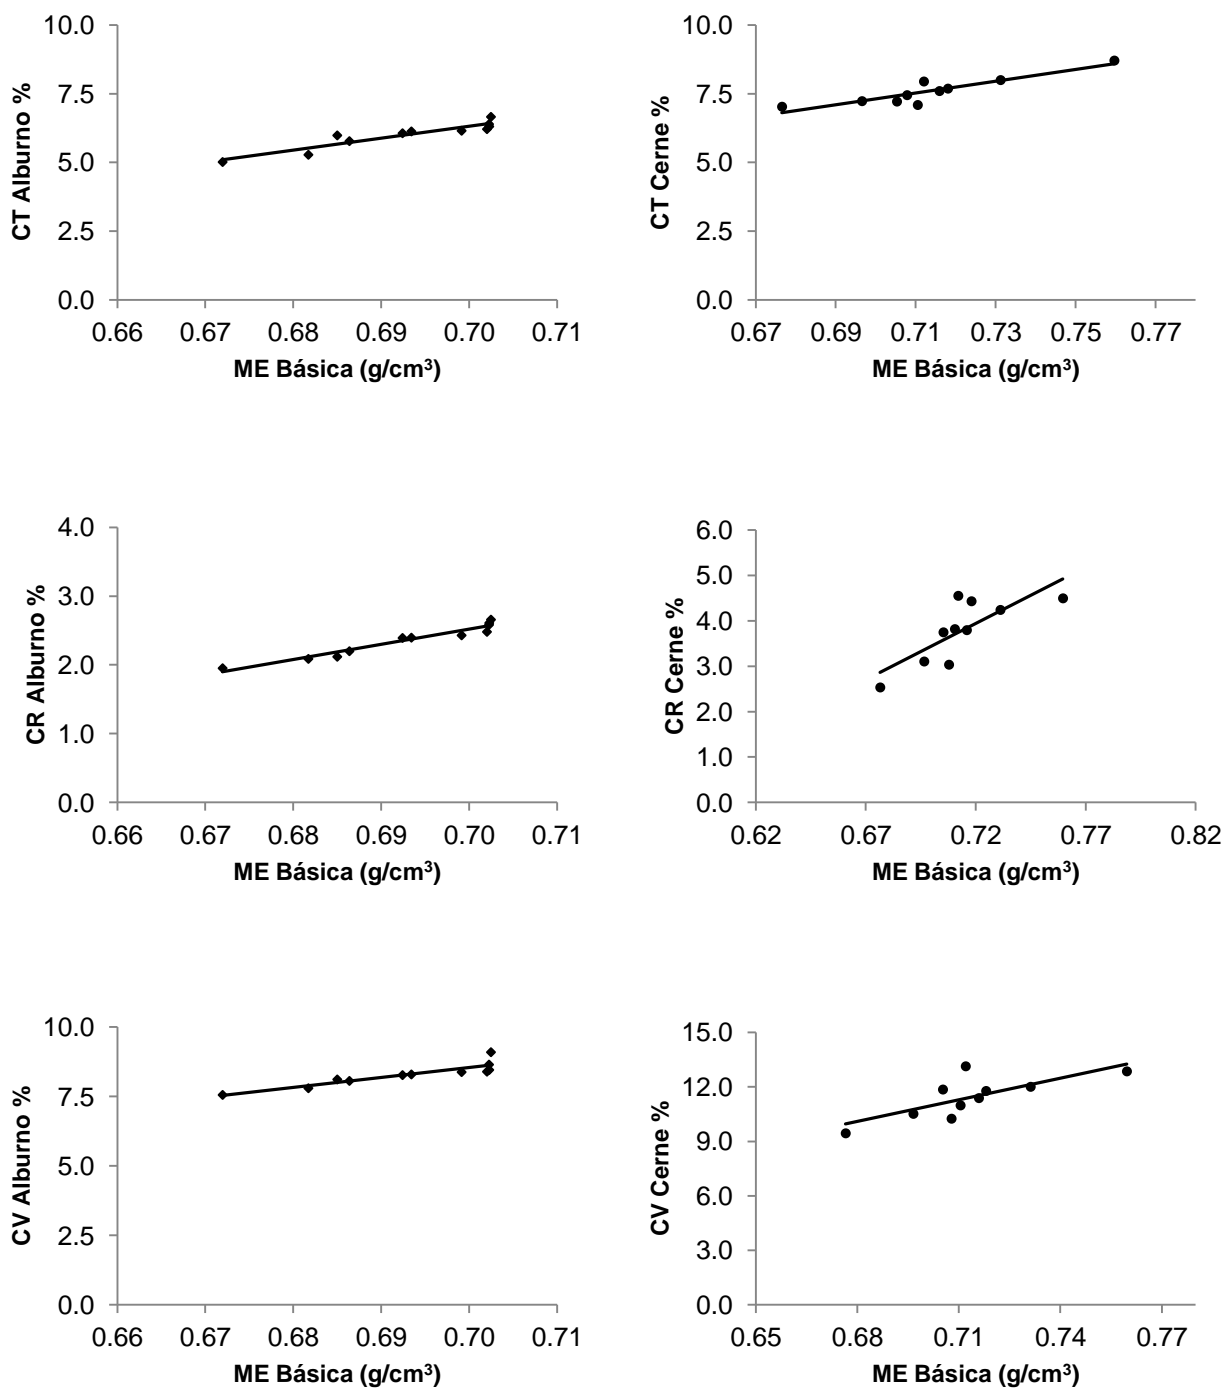 10.0
7.5
5.0
2.5
0.0
CT Alburno %
0.66 0.67 0.68 0.69 0.70 0.71
ME Básica (g/cm³)
10.0
7.5
5.0
2.5
0.0
CT Cerne %
0.67 0.69 0.71 0.73 0.75 0.77
ME Básica (g/cm³)
4.0
3.0
2.0
1.0
0.0
CR Alburno %
0.66 0.67 0.68 0.69 0.70 0.71
ME Básica (g/cm³)
6.0
5.0
4.0
3.0
2.0
1.0
0.0
CR Cerne %
0.62 0.67 0.72 0.77 0.82
ME Básica (g/cm³)
10.0
7.5
5.0
2.5
0.0
CV Alburno %
0.66 0.67 0.68 0.69 0.70 0.71
ME Básica (g/cm³)
15.0
12.0
9.0
6.0
3.0
0.0
CV Cerne %
0.65 0.68 0.71 0.74 0.77
ME Básica (g/cm³)